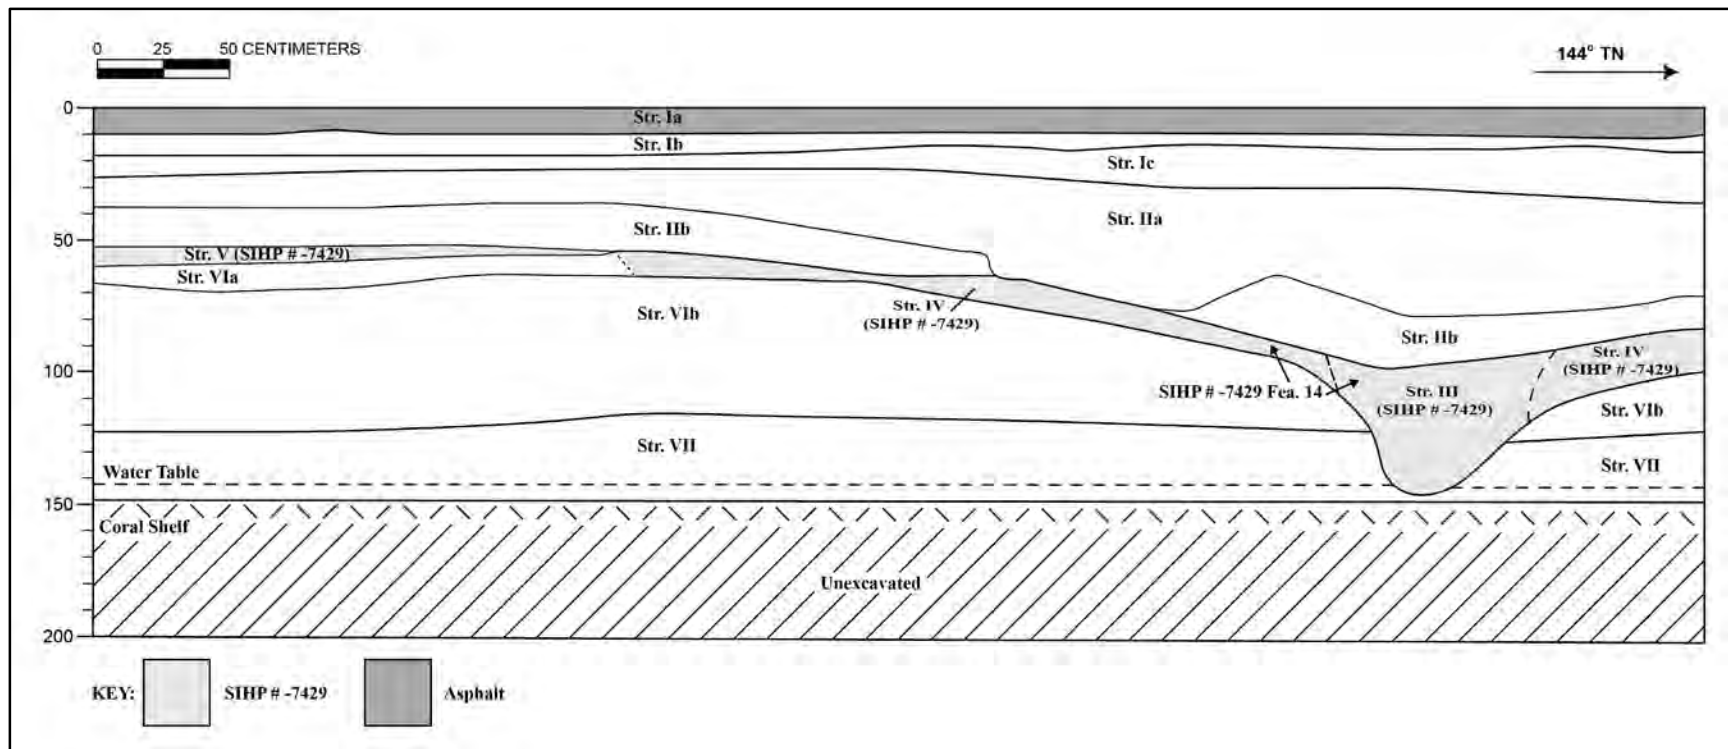 0 25 50 CENTIMETERS
144° TN
0
Str. Ia
Str. Ib
Str. Ic
Str. IIa
Str. IIb
50
Str. V (SIHP # -7429)
Str. VIa
Str. IV
(SIHP # -7429)
Str. VIb
Str. IIb
Str. IV
(SIHP # -7429)
100
SIHP # -7429 Fea. 14
Str. III
(SIHP # -7429)
Str. VIb
Str. VII
Str. VII
Water Table
150
Coral Shelf
Unexcavated
200
KEY: SIHP # -7429 Asphalt